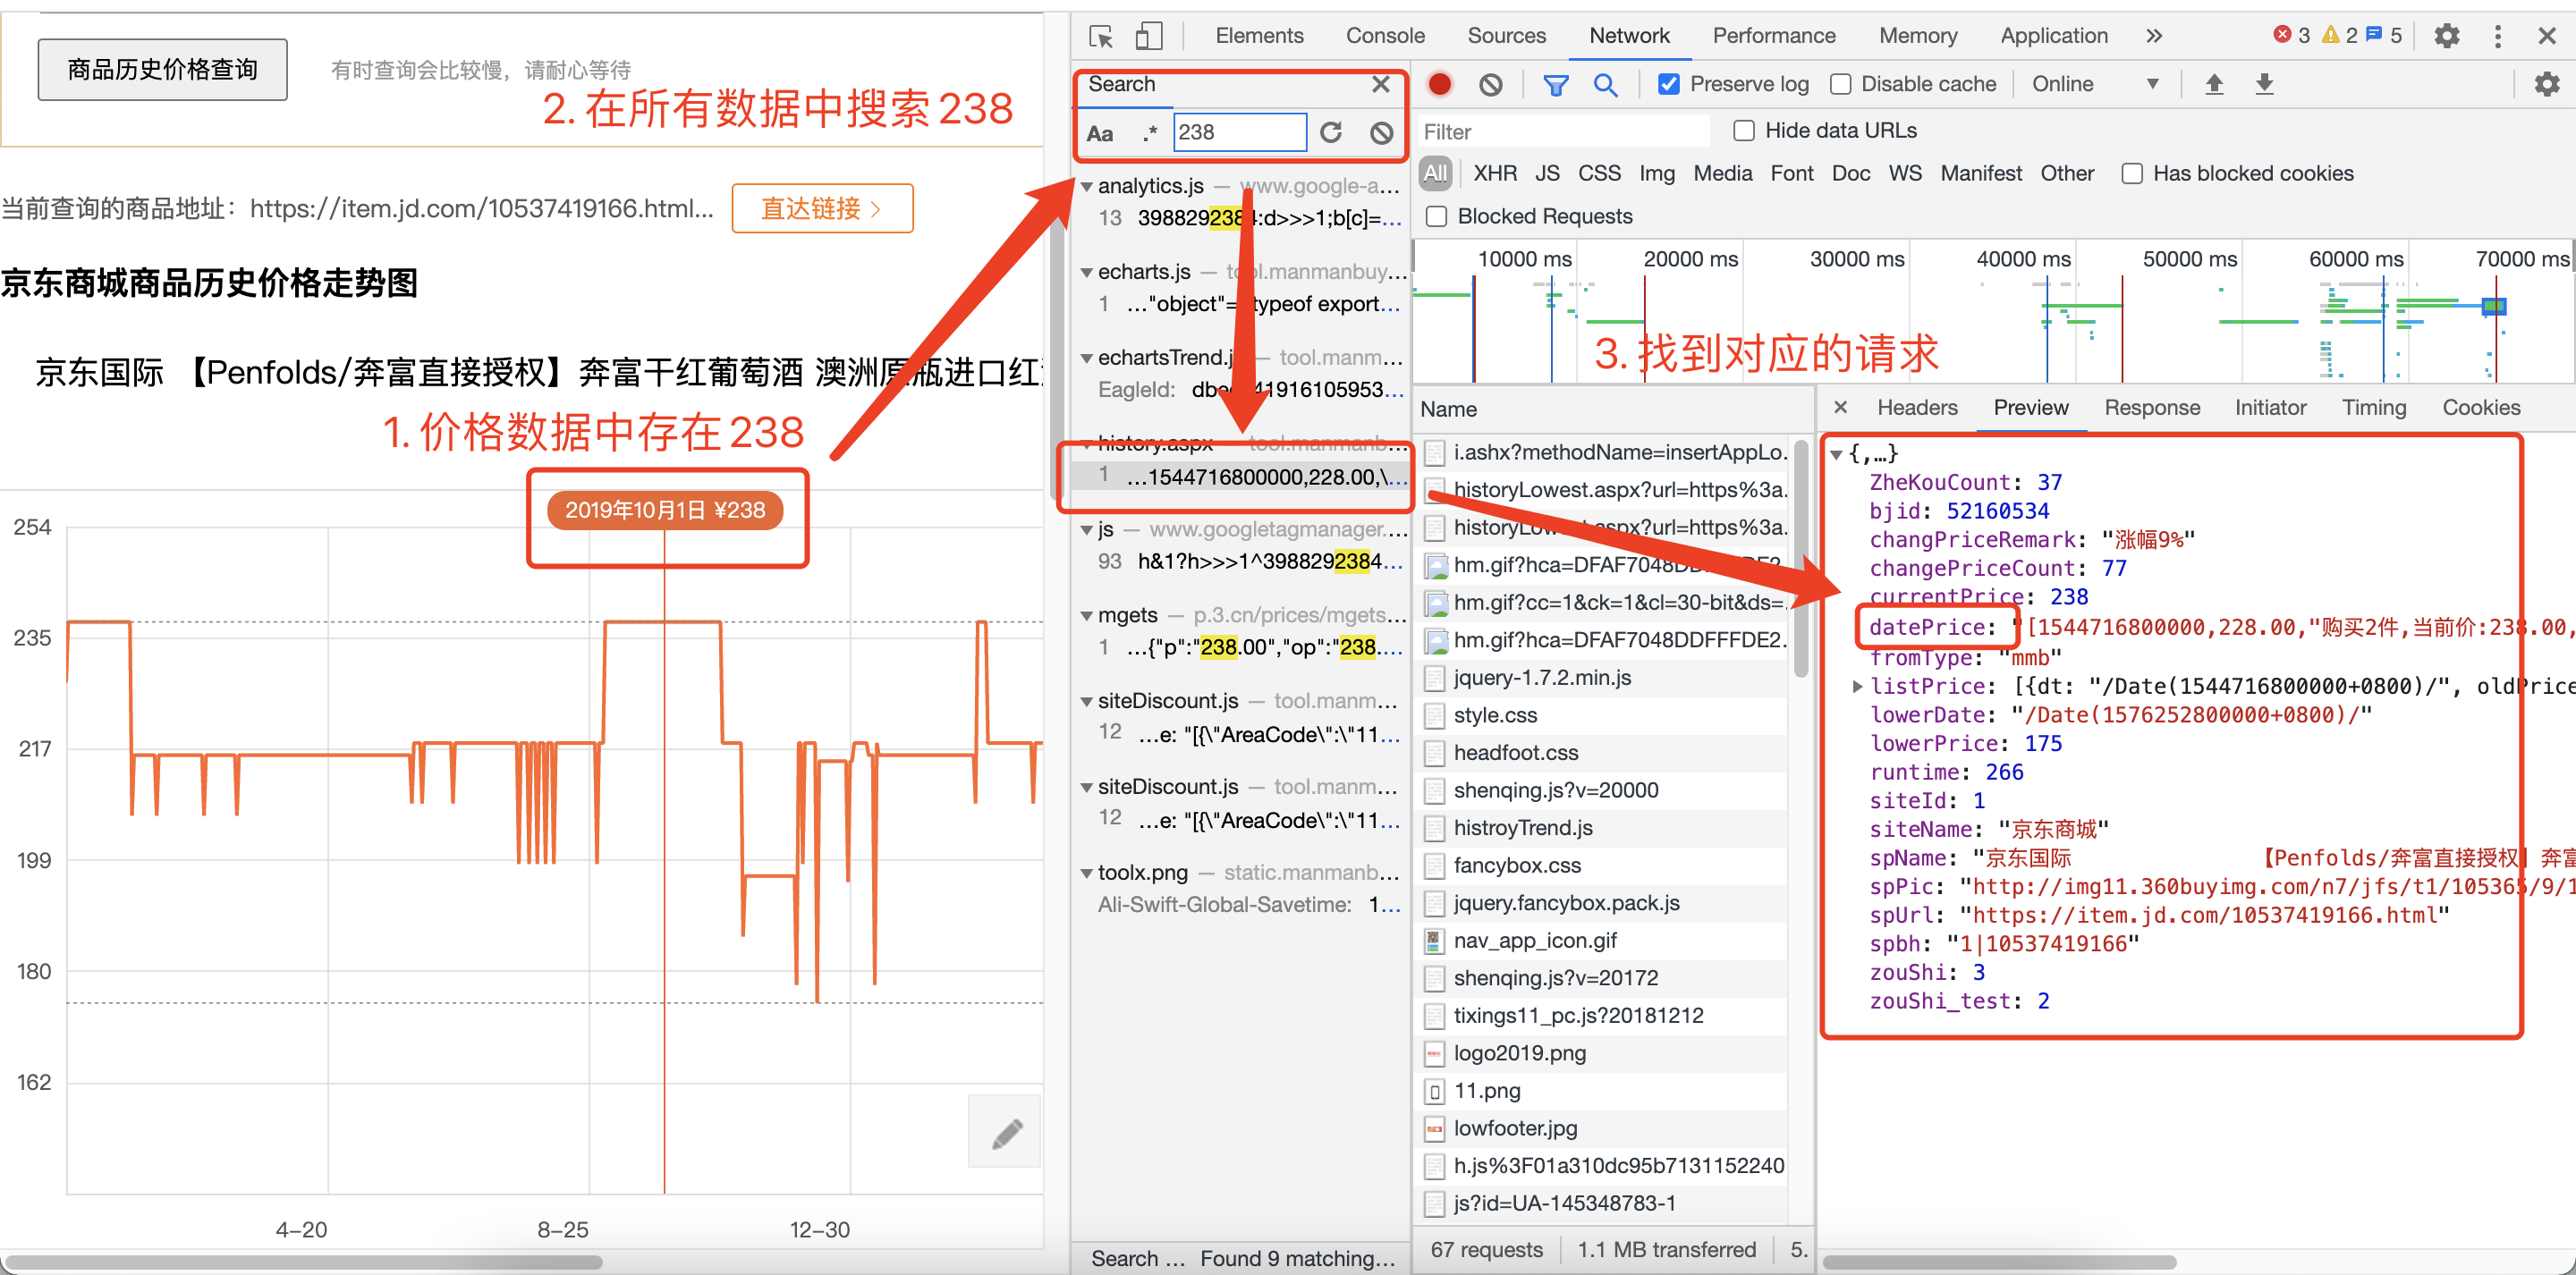 商品历史价格查询
有时查询会比较慢，请耐心等待
2. 在所有数据中搜索 238
当前查询的商品地址：https://item.jd.com/10537419166.html...
直达链接 >
京东商城商品历史价格走势图
京东国际 【Penfolds/奔富直接授权】奔富干红葡萄酒 澳洲原瓶进口红
1. 价格数据中存在 238
2019年10月1日 ¥238
254
235
217
199
180
162
4-20
8-25
12-30
Elements
Console
Sources
Network
Performance
Memory
Application
»
3
2
5
Search
Aa
.*
238
analytics.js — www.google-a...
13 3988292384:d>>>1;b[c]=...
echarts.js — tool.manmanbuy...
1 ..."object"= typeof export...
echartsTrend.j — tool.manm...
EagleId: 41916105953...
history.aspx — tool.manmanb...
1 ...1544716800000,228.00,\...
js — www.googletagmanager....
93 h&1?h>>>1^3988292384...
mgets — p.3.cn/prices/mgets...
1 ...{"p":"238.00","op":"238....
siteDiscount.js — tool.manm...
12 ...e: "[{\"AreaCode\":\"11...
siteDiscount.js — tool.manm...
12 ...e: "[{\"AreaCode\":\"11...
toolx.png — static.manmanb...
Ali-Swift-Global-Savetime: 1...
Search ... Found 9 matching...
Preserve log
Disable cache
Online
Filter
Hide data URLs
All
XHR
JS
CSS
Img
Media
Font
Doc
WS
Manifest
Other
Has blocked cookies
Blocked Requests
10000 ms
20000 ms
30000 ms
40000 ms
50000 ms
60000 ms
70000 ms
3. 找到对应的请求
Name
i.ashx?methodName=insertAppLo.
historyLowest.aspx?url=https%3a.
historyLowest.aspx?url=https%3a.
hm.gif?hca=DFAF7048DDFFFDE2.
hm.gif?cc=1&ck=1&cl=30-bit&ds=.
hm.gif?hca=DFAF7048DDFFFDE2.
jquery-1.7.2.min.js
style.css
headfoot.css
shenqing.js?v=20000
histroyTrend.js
fancybox.css
jquery.fancybox.pack.js
nav_app_icon.gif
shenqing.js?v=20172
tixings11_pc.js?20181212
logo2019.png
11.png
lowfooter.jpg
h.js%3F01a310dc95b7131152240
js?id=UA-145348783-1
67 requests
1.1 MB transferred
5.
Headers
Preview
Response
Initiator
Timing
Cookies
{,…}
ZheKouCount: 37
bjid: 52160534
changPriceRemark: "涨幅9%"
changePriceCount: 77
currentPrice: 238
datePrice: "[1544716800000,228.00,"购买2件,当前价:238.00,
fromType: "mmb"
listPrice: [{dt: "/Date(1544716800000+0800)/", oldPrice
lowerDate: "/Date(1576252800000+0800)/"
lowerPrice: 175
runtime: 266
siteId: 1
siteName: "京东商城"
spName: "京东国际 【Penfolds/奔富直接授权】奔富
spPic: "http://img11.360buyimg.com/n7/jfs/t1/105365/9/1
spUrl: "https://item.jd.com/10537419166.html"
spbh: "1|10537419166"
zouShi: 3
zouShi_test: 2